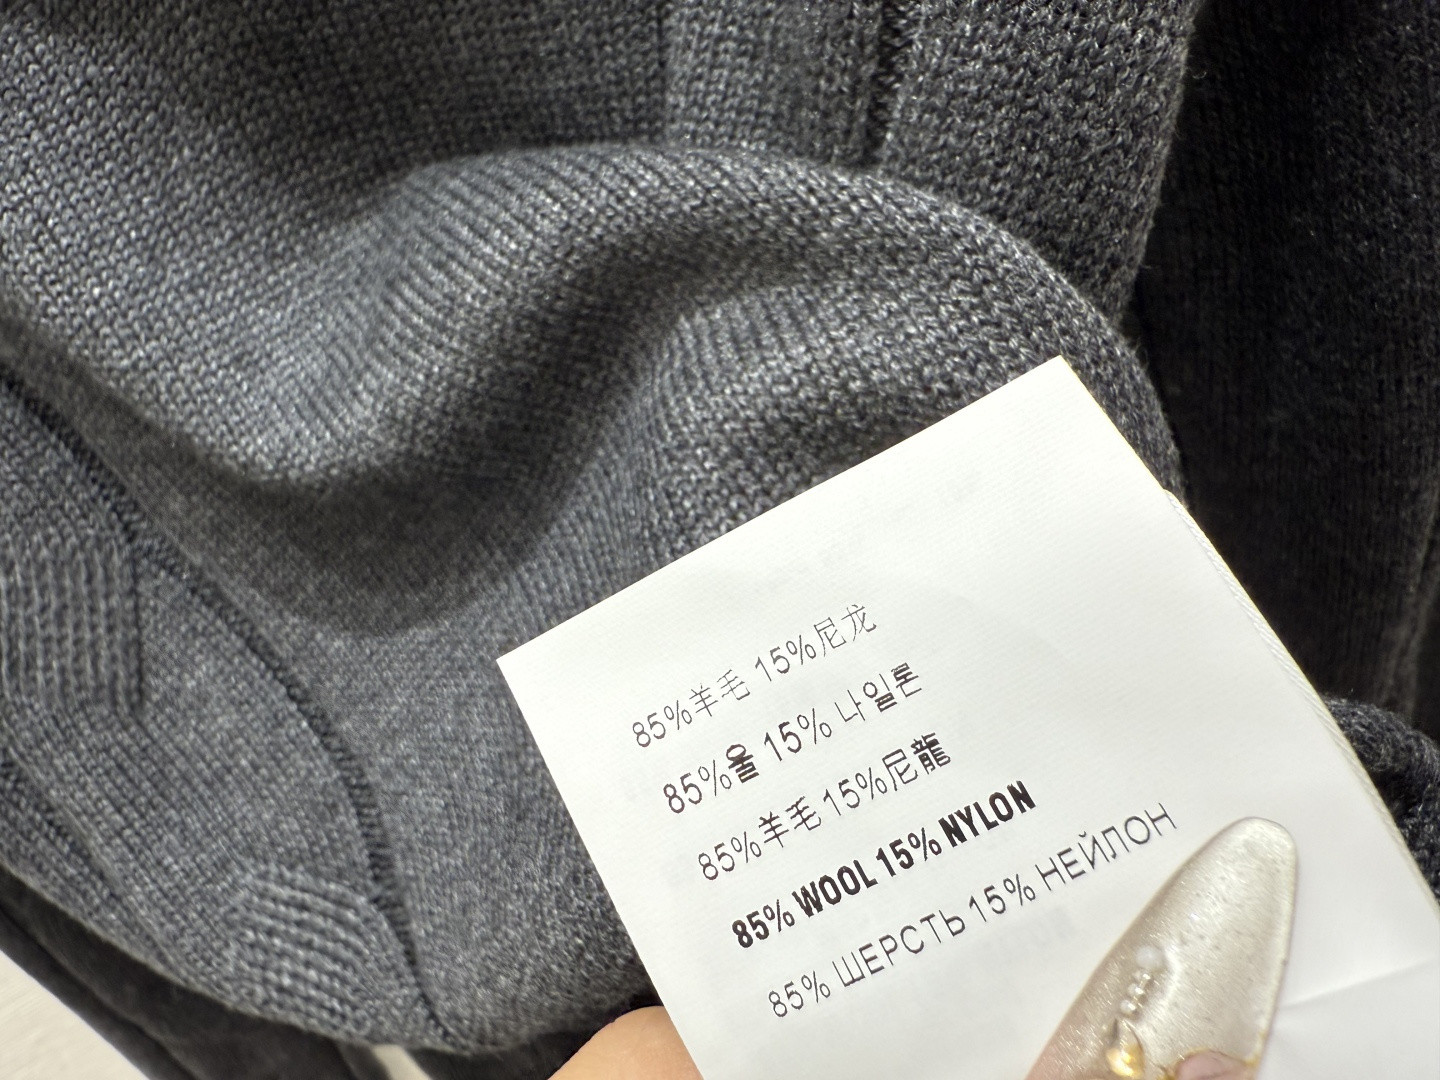 85%羊毛 15%尼龙
85%울 15% 나일론
85%羊毛 15%尼龍
85% WOOL 15% NYLON
85% ШЕРСТЬ 15% НЕЙЛОН